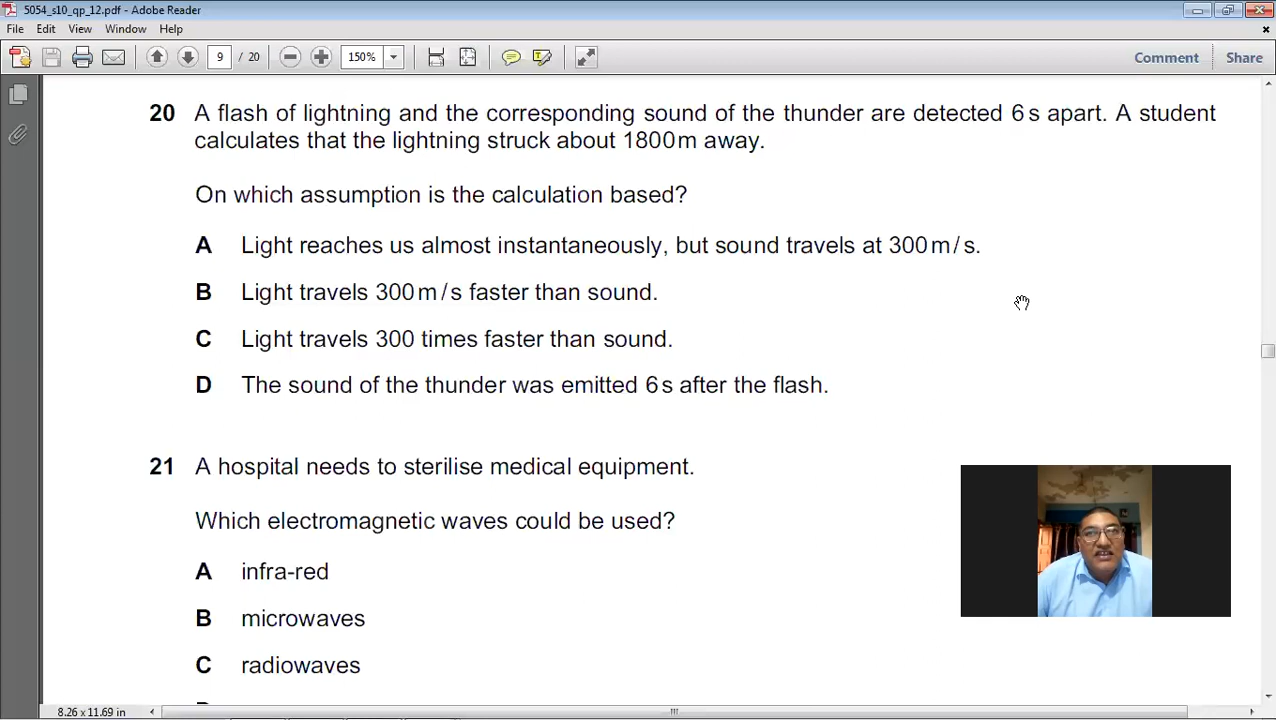 5054_s10_qp_12.pdf - Adobe Reader
File Edit View Window Help
9 / 20 150% Comment Share
20 A flash of lightning and the corresponding sound of the thunder are detected 6 s apart. A student
calculates that the lightning struck about 1800 m away.
On which assumption is the calculation based?
A Light reaches us almost instantaneously, but sound travels at 300 m / s.
B Light travels 300 m / s faster than sound.
C Light travels 300 times faster than sound.
D The sound of the thunder was emitted 6 s after the flash.
21 A hospital needs to sterilise medical equipment.
Which electromagnetic waves could be used?
A infra-red
B microwaves
C radiowaves
8.26 x 11.69 in